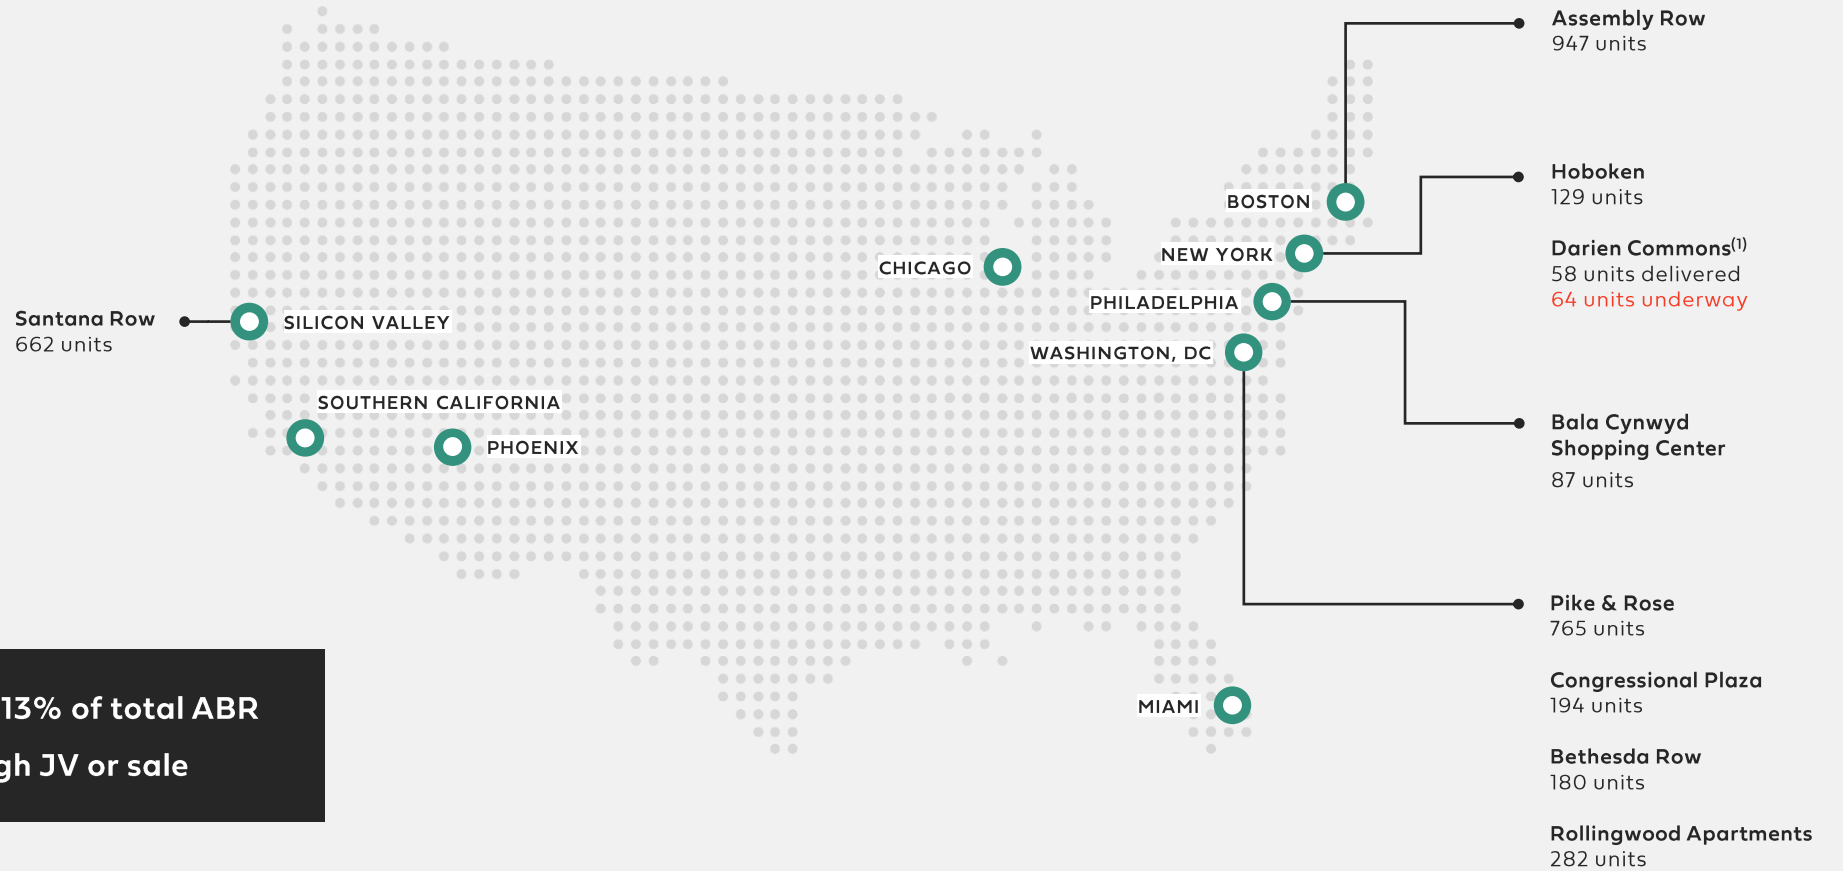 Assembly Row
947 units
Hoboken
129 units
BOSTON
Darien Commons(1)
58 units delivered
64 units underway
NEW YORK
CHICAGO
PHILADELPHIA
Santana Row
662 units
SILICON VALLEY
WASHINGTON, DC
SOUTHERN CALIFORNIA
PHOENIX
Bala Cynwyd
Shopping Center
87 units
Pike & Rose
765 units
Congressional Plaza
194 units
MIAMI
13% of total ABR
gh JV or sale
Bethesda Row
180 units
Rollingwood Apartments
282 units